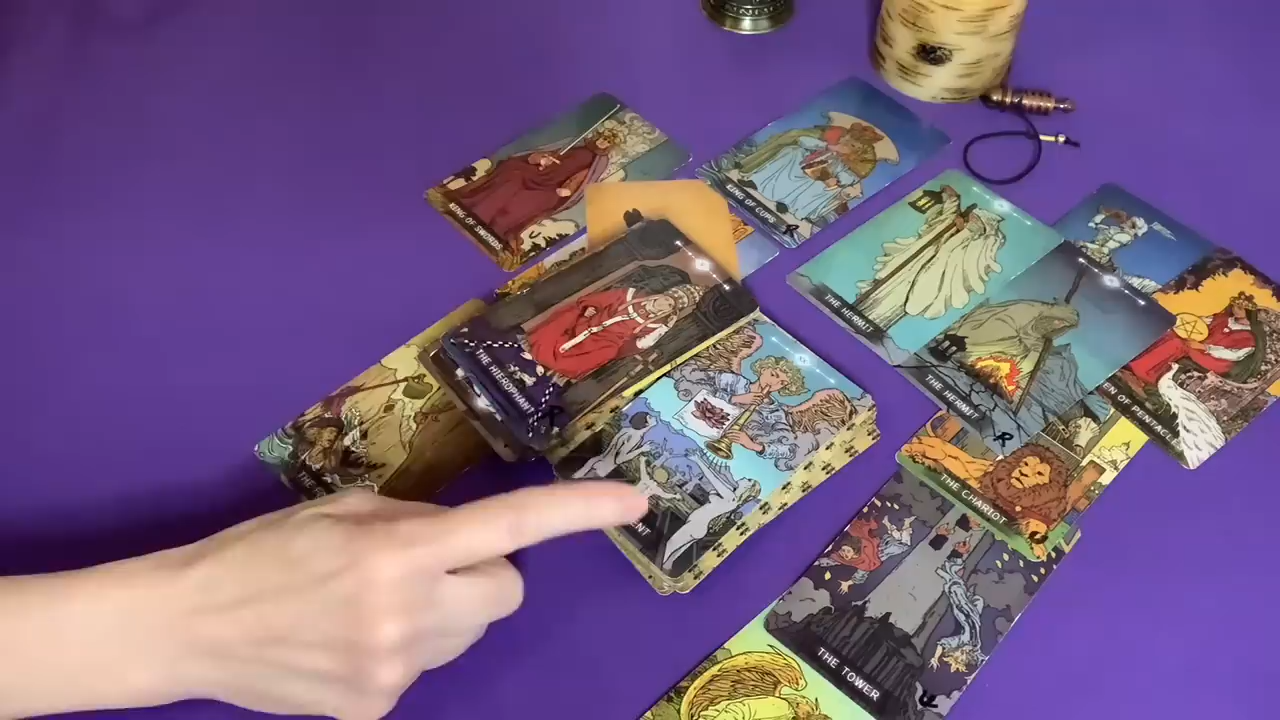 KING OF SWORDS
KING OF CUPS
R
THE HERMIT
THE HERMIT
R
THE HIEROPHANT
R
THE CHARIOT
THE TOWER
R